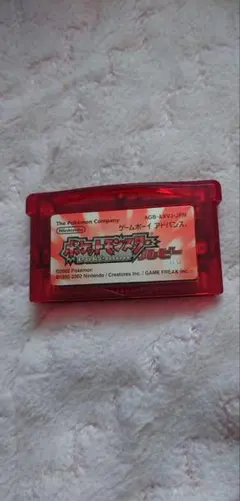 The Pokémon Company
AGB-AXVJ-JPN
Nintendo
ゲームボーイ アドバンス
ポケットモンスター
ルビー
©2002 Pokémon
©1995-2002 Nintendo / Creatures inc. / GAME FREAK inc.